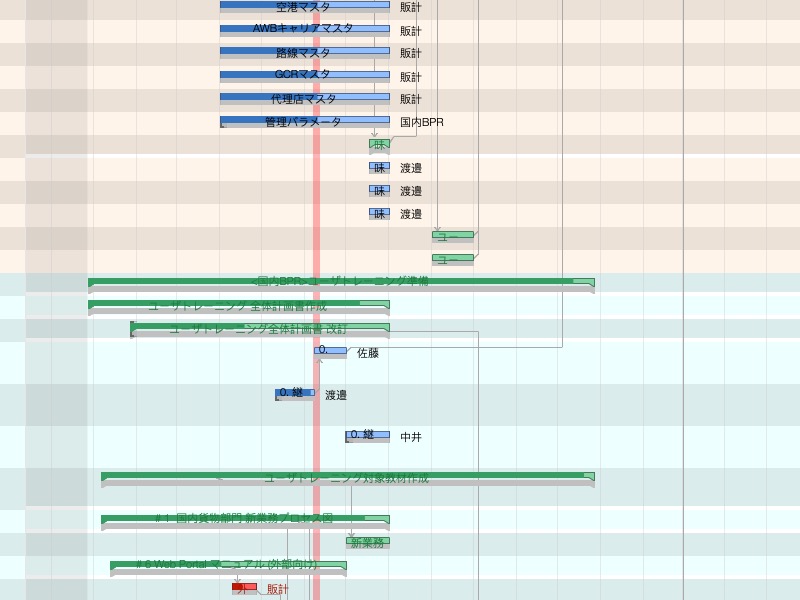 空港マスタ 販計
AWBキャリアマスタ 販計
路線マスタ 販計
GCRマスタ 販計
代理店マスタ 販計
管理パラメータ 国内BPR
味
味 渡邉
味 渡邉
味 渡邉
ユー
ユー
<国内BPR>ユーザトレーニング準備
ユーザトレーニング 全体計画書作成
ユーザトレーニング全体計画書 改訂
0. 佐藤
0. 継 渡邉
0. 継 中井
ユーザトレーニング対象教材作成
# 1 国内貨物部門 新業務プロセス図
新業務
# 6 Web Portal マニュアル (外部向け)
外 販計